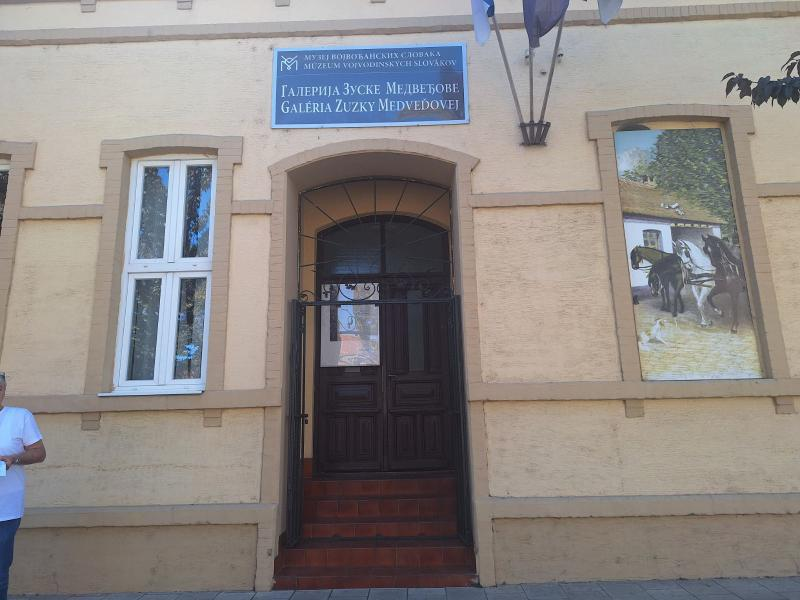 МУЗЕЈ ВОЈВОЂАНСКИХ СЛОВАКА
MÚZEUM VOJVODINSKÝCH SLOVÁKOV
ГАЛЕРИЈА ЗУСКЕ МЕДВЕЂОВЕ
GALÉRIA ZUZKY MEDVEĎOVEJ